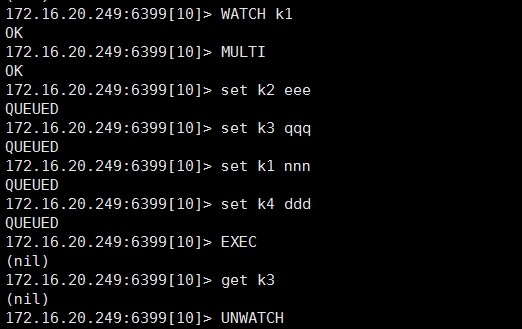 172.16.20.249:6399[10]> WATCH k1
OK
172.16.20.249:6399[10]> MULTI
OK
172.16.20.249:6399[10]> set k2 eee
QUEUED
172.16.20.249:6399[10]> set k3 qqq
QUEUED
172.16.20.249:6399[10]> set k1 nnn
QUEUED
172.16.20.249:6399[10]> set k4 ddd
QUEUED
172.16.20.249:6399[10]> EXEC
(nil)
172.16.20.249:6399[10]> get k3
(nil)
172.16.20.249:6399[10]> UNWATCH